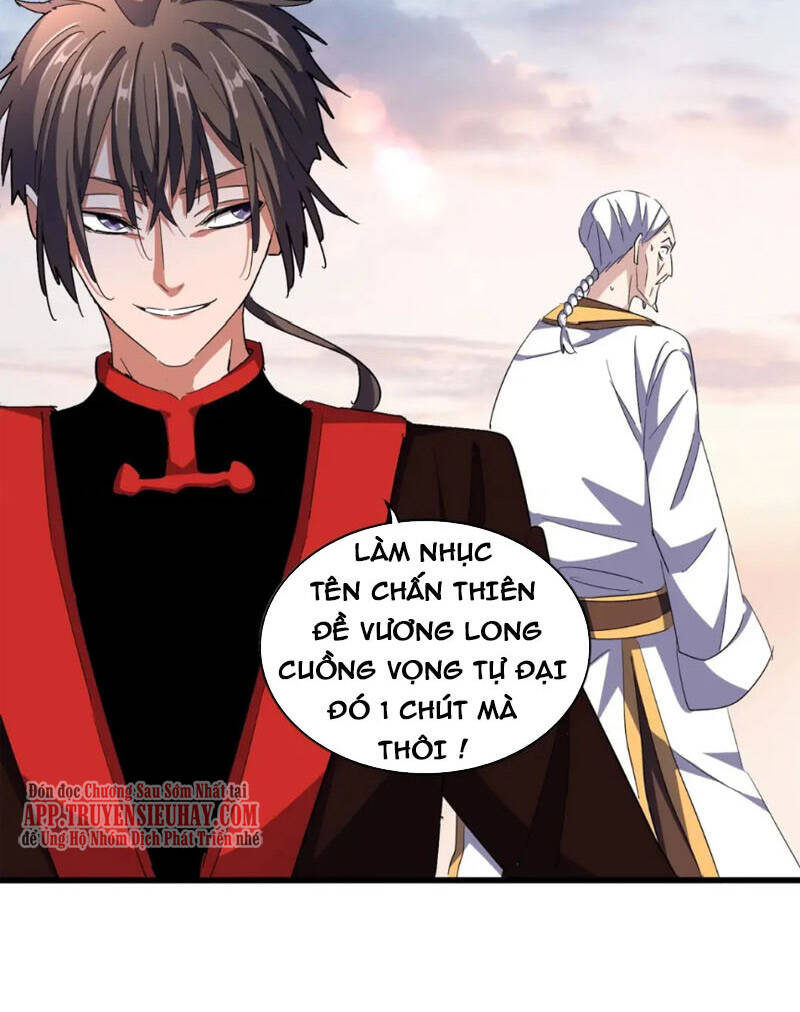 LÀM NHỤC
TÊN CHẤN THIÊN
ĐỀ VƯƠNG LONG
CUỒNG VỌNG TỰ ĐẠI
ĐÓ 1 CHÚT MÀ
THÔI !
Đón đọc Chương Sau Sớm Nhất tại
APP.TRUYENSIEUHAY.COM
để Ủng Hộ Nhóm Dịch Phát Triển nhé